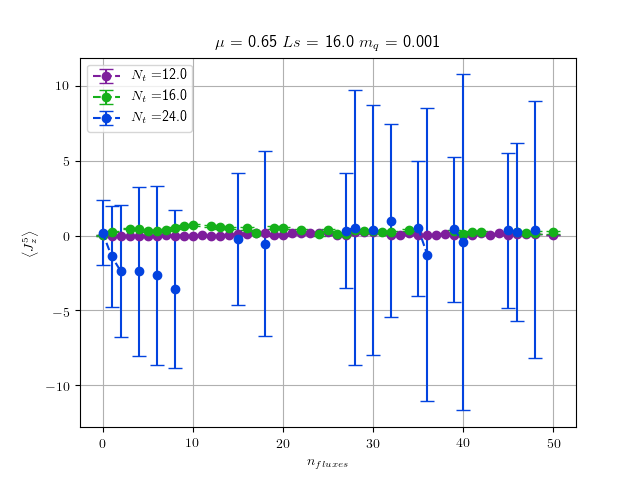 μ = 0.65 Ls = 16.0 m_q = 0.001
N_t =12.0
N_t =16.0
N_t =24.0
10
5
0
−5
−10
⟨J_z^5⟩
0 10 20 30 40 50
n_fluxes